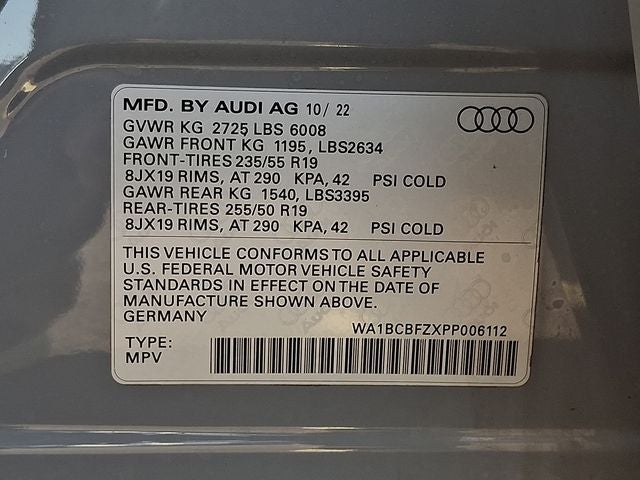 MFD. BY AUDI AG 10/ 22
GVWR KG 2725 LBS 6008
GAWR FRONT KG 1195, LBS2634
FRONT-TIRES 235/55 R19
8JX19 RIMS, AT 290 KPA, 42 PSI COLD
GAWR REAR KG 1540, LBS3395
REAR-TIRES 255/50 R19
8JX19 RIMS, AT 290 KPA, 42 PSI COLD
THIS VEHICLE CONFORMS TO ALL APPLICABLE
U.S. FEDERAL MOTOR VEHICLE SAFETY
STANDARDS IN EFFECT ON THE DATE OF
MANUFACTURE SHOWN ABOVE.
GERMANY
WA1BCBFZXPP006112
TYPE:
MPV